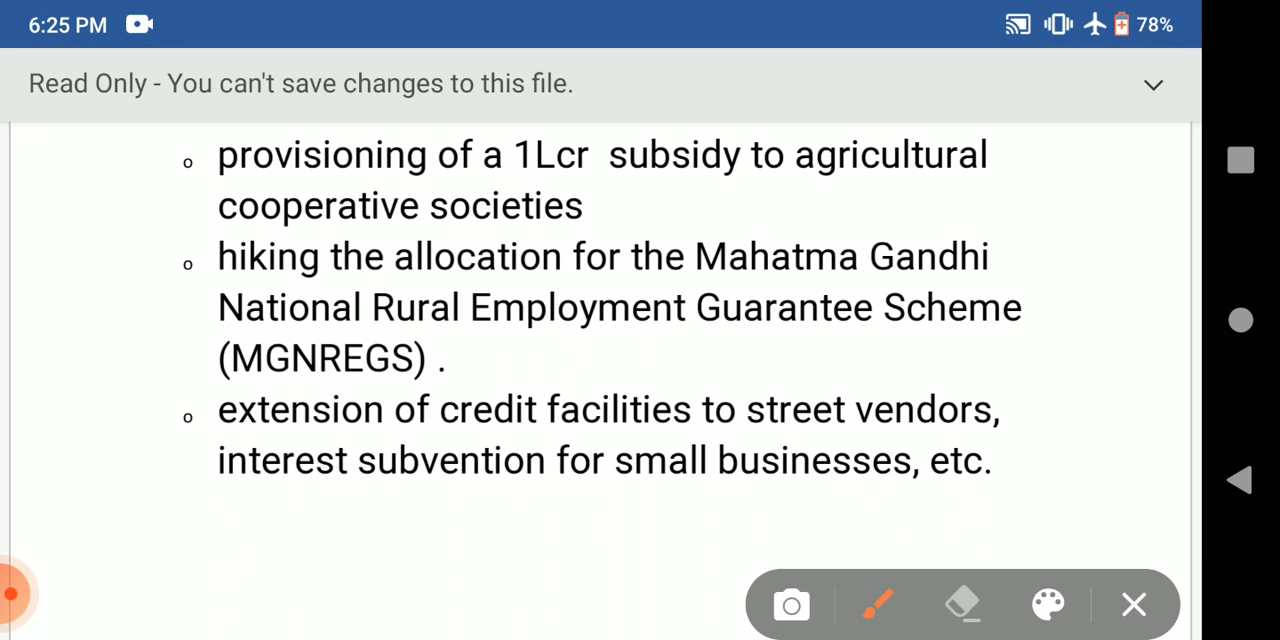 6:25 PM 78%
Read Only - You can't save changes to this file.
o provisioning of a 1Lcr subsidy to agricultural
cooperative societies
o hiking the allocation for the Mahatma Gandhi
National Rural Employment Guarantee Scheme
(MGNREGS) .
o extension of credit facilities to street vendors,
interest subvention for small businesses, etc.